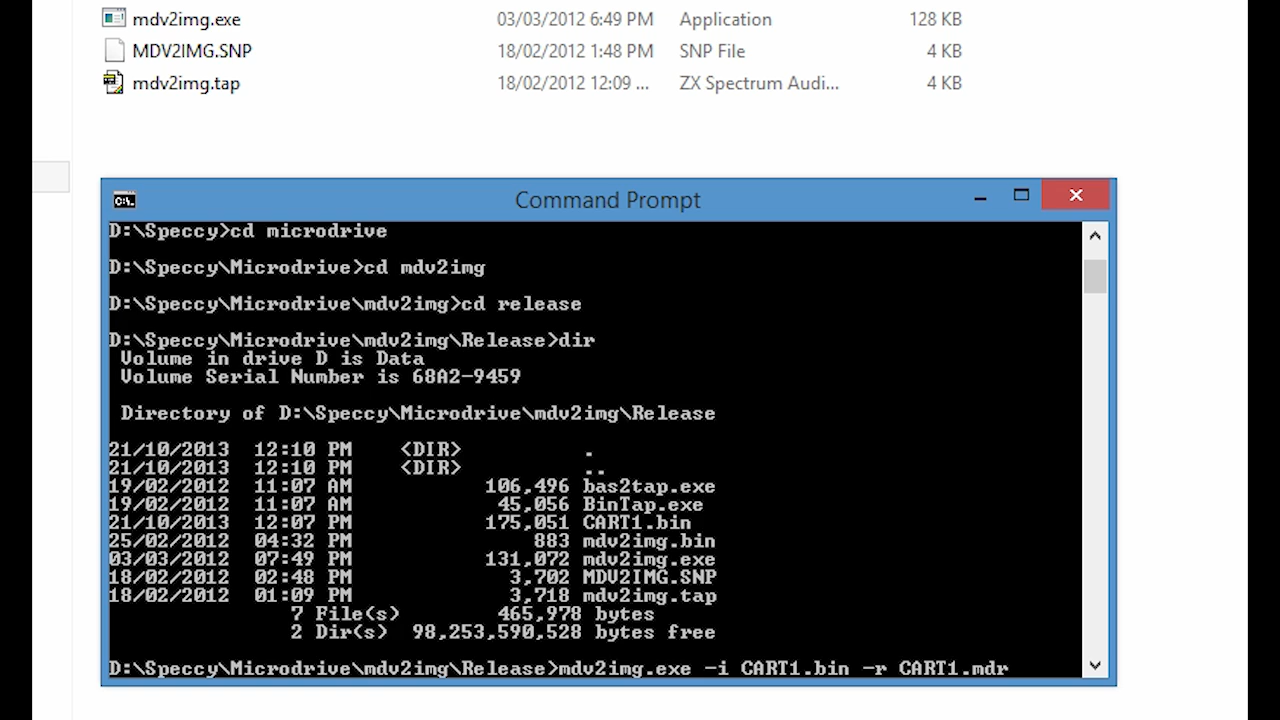 mdv2img.exe 03/03/2012 6:49 PM Application 128 KB
MDV2IMG.SNP 18/02/2012 1:48 PM SNP File 4 KB
mdv2img.tap 18/02/2012 12:09 ... ZX Spectrum Audi... 4 KB
C:\.
Command Prompt
D:\Speccy>cd microdrive
D:\Speccy\Microdrive>cd mdv2img
D:\Speccy\Microdrive\mdv2img>cd release
D:\Speccy\Microdrive\mdv2img\Release>dir
Volume in drive D is Data
Volume Serial Number is 68A2-9459
Directory of D:\Speccy\Microdrive\mdv2img\Release
21/10/2013 12:10 PM <DIR> .
21/10/2013 12:10 PM <DIR> ..
19/02/2012 11:07 AM 106,496 bas2tap.exe
19/02/2012 11:07 AM 45,056 BinTap.exe
21/10/2013 12:07 PM 175,051 CART1.bin
25/02/2012 04:32 PM 883 mdv2img.bin
03/03/2012 07:49 PM 131,072 mdv2img.exe
18/02/2012 02:48 PM 3,702 MDV2IMG.SNP
18/02/2012 01:09 PM 3,718 mdv2img.tap
7 File(s) 465,978 bytes
2 Dir(s) 98,253,590,528 bytes free
D:\Speccy\Microdrive\mdv2img\Release>mdv2img.exe -i CART1.bin -r CART1.mdr